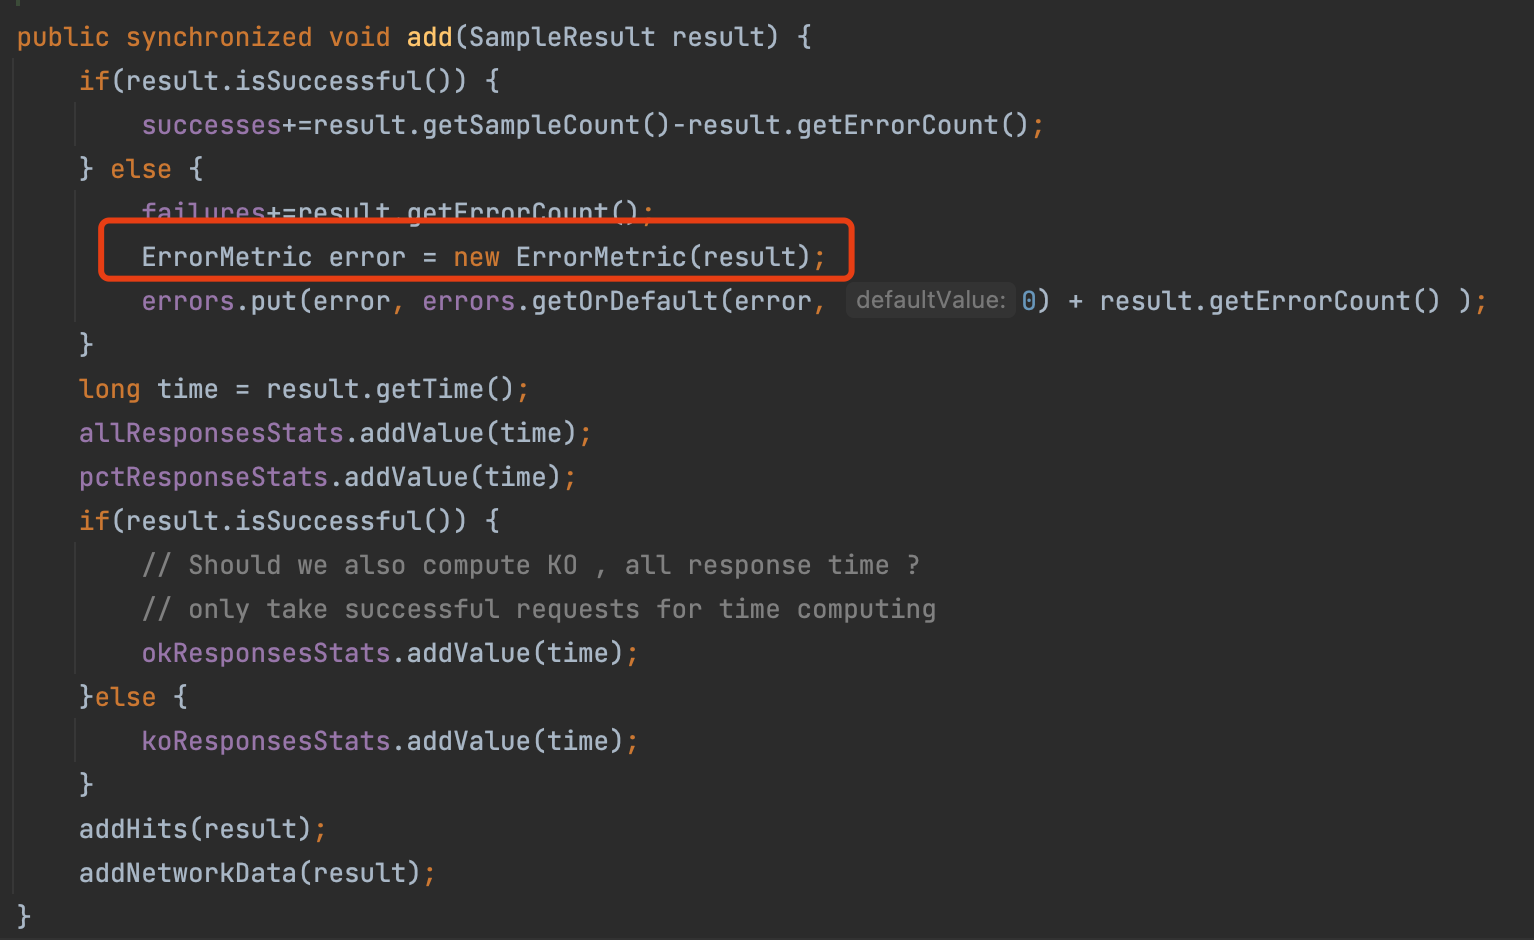 public synchronized void add(SampleResult result) {
if(result.isSuccessful()) {
successes+=result.getSampleCount()-result.getErrorCount();
} else {
failures+=result.getErrorCount();
ErrorMetric error = new ErrorMetric(result);
errors.put(error, errors.getOrDefault(error, defaultValue: 0) + result.getErrorCount() );
}
long time = result.getTime();
allResponsesStats.addValue(time);
pctResponseStats.addValue(time);
if(result.isSuccessful()) {
// Should we also compute KO , all response time ?
// only take successful requests for time computing
okResponsesStats.addValue(time);
}else {
koResponsesStats.addValue(time);
}
addHits(result);
addNetworkData(result);
}